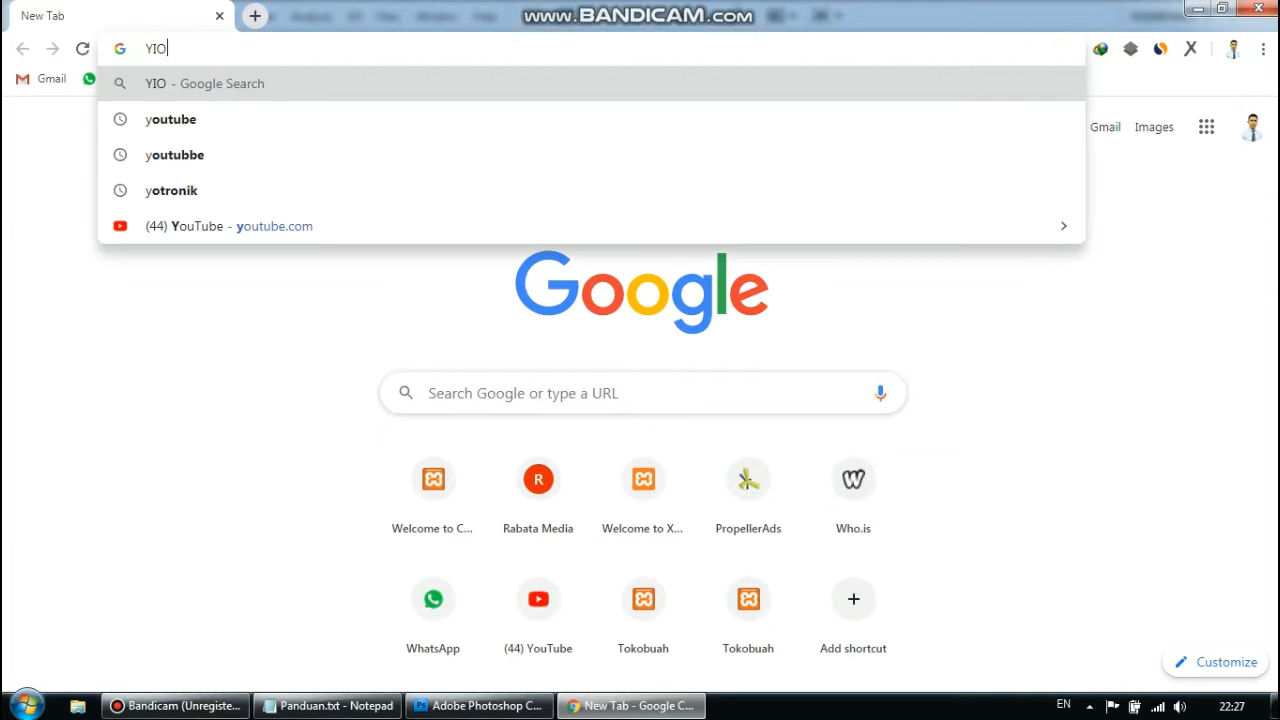 New Tab
www.BANDICAM.com
YIO
Gmail
YIO - Google Search
youtube
youtubbe
yotronik
(44) YouTube - youtube.com
Gmail Images
Google
Search Google or type a URL
Welcome to C...
R
Rabata Media
Welcome to X...
PropellerAds
W
Who.is
WhatsApp
(44) YouTube
Tokobuah
Tokobuah
Add shortcut
Customize
Bandicam (Unregiste...
Panduan.txt - Notepad
Ps
Adobe Photoshop C...
New Tab - Google C...
EN
22:27